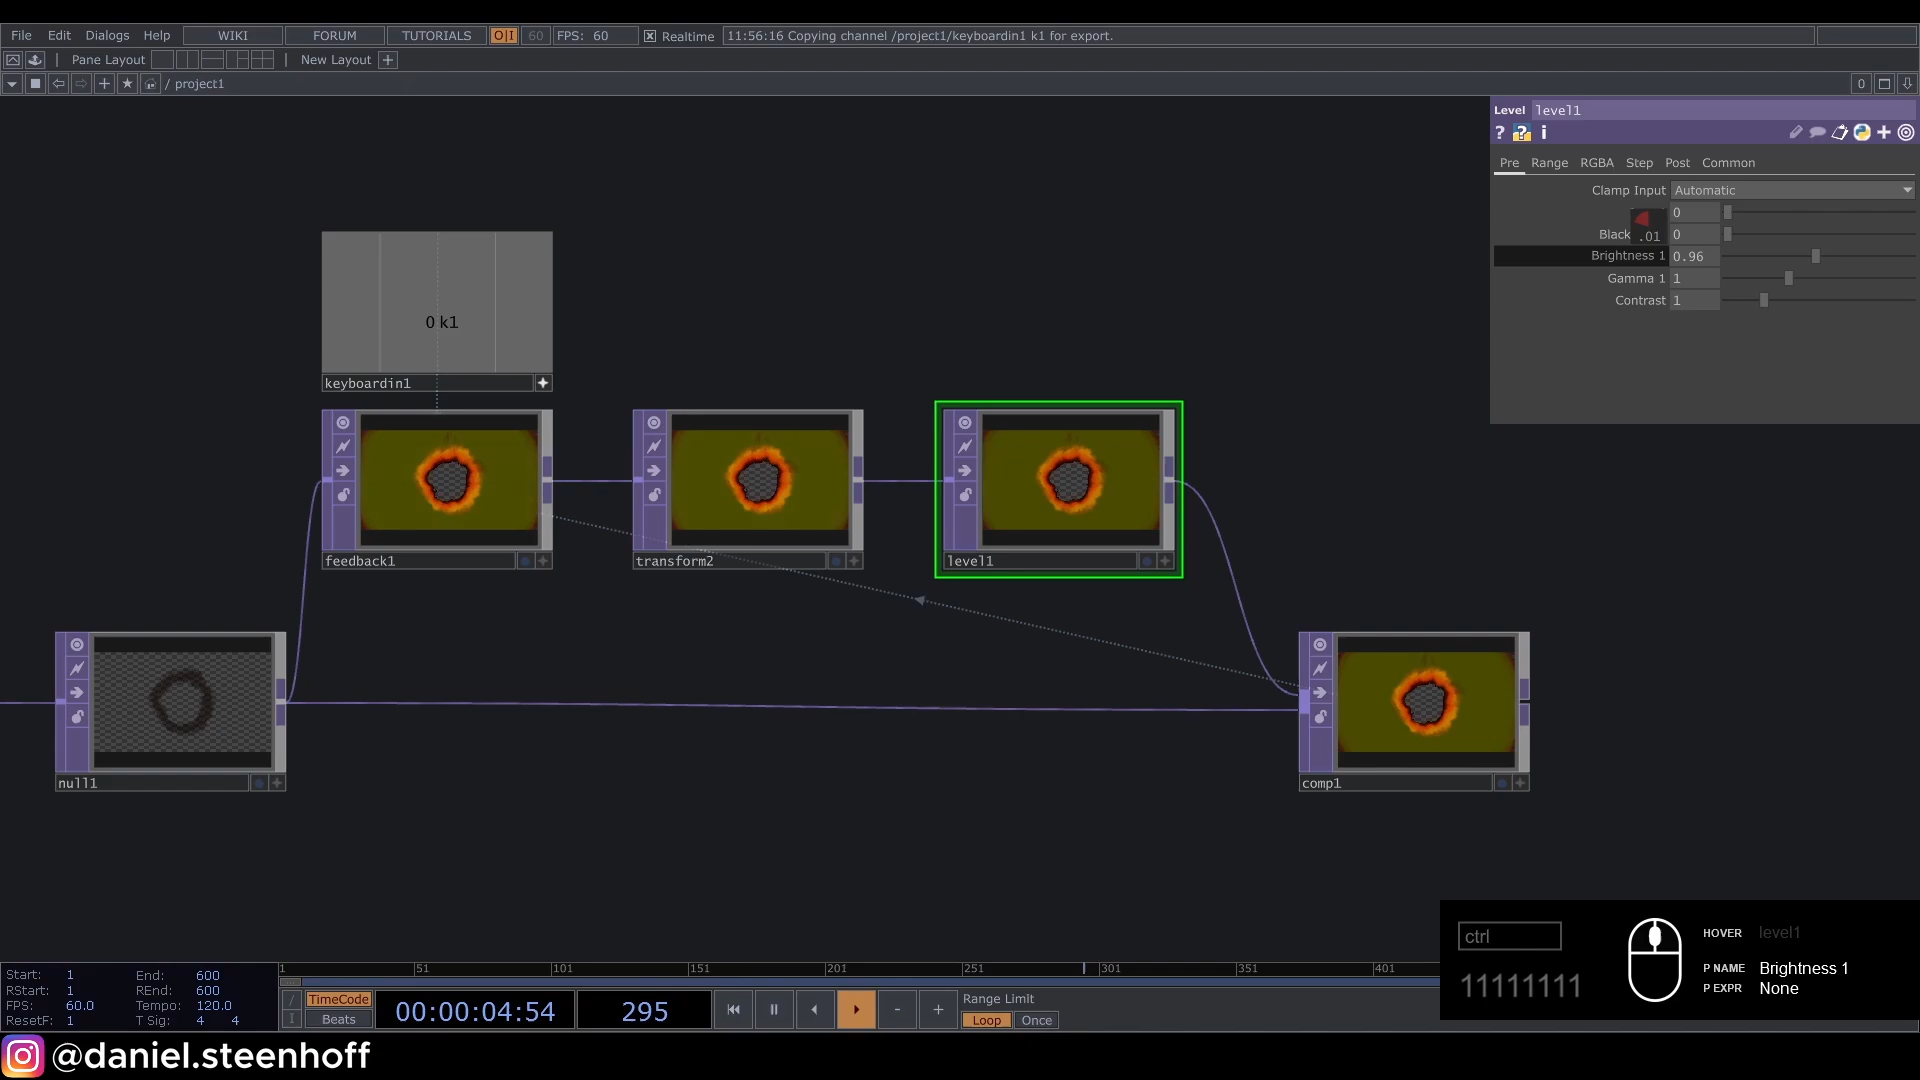 File Edit Dialogs Help WIKI FORUM TUTORIALS O|I 60 FPS: 60 Realtime 11:56:16 Copying channel /project1/keyboardin1 k1 for export.
Pane Layout New Layout +
/ project1 0
Level level1
? ? i
Pre Range RGBA Step Post Common
Clamp Input Automatic
0
Black .01 0
Brightness 1 0.96
Gamma 1 1
Contrast 1
0 k1
keyboardin1
feedback1
transform2
level1
null1
comp1
ctrl
11111111
HOVER level1
P NAME Brightness 1
P EXPR None
1 51 101 151 201 251 301 351 401
Start: 1 End: 600
RStart: 1 REnd: 600
FPS: 60.0 Tempo: 120.0
ResetF: 1 T Sig: 4 4
/ TimeCode
I Beats
00:00:04:54
295
- +
Range Limit
Loop Once
@daniel.steenhoff